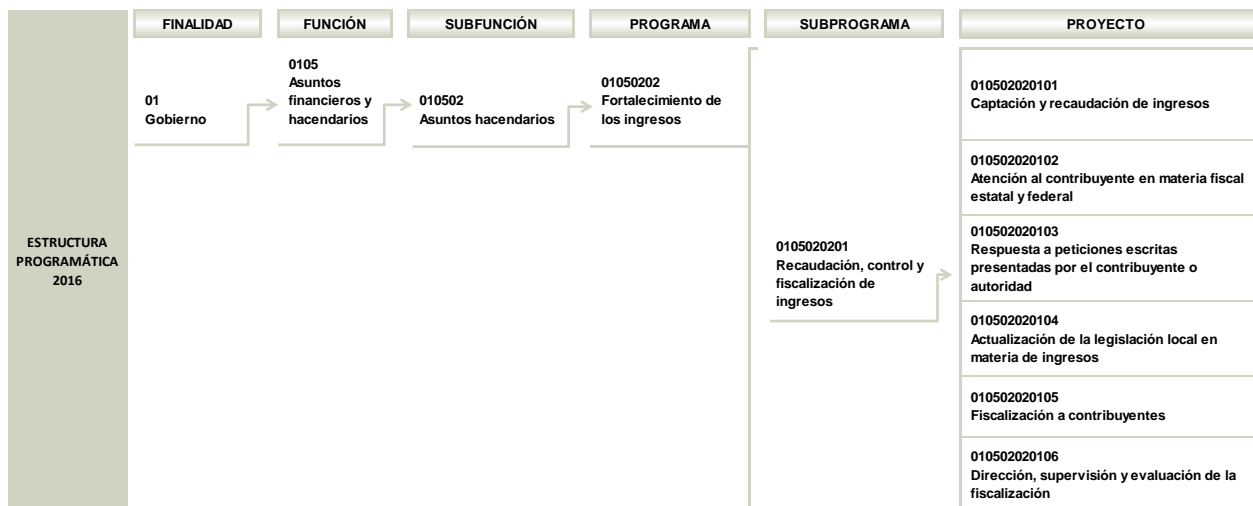 FINALIDAD
FUNCIÓN
SUBFUNCIÓN
PROGRAMA
SUBPROGRAMA
PROYECTO
ESTRUCTURA
PROGRAMÁTICA
2016
01
Gobierno
0105
Asuntos
financieros y
hacendarios
010502
Asuntos hacendarios
01050202
Fortalecimiento de
los ingresos
0105020201
Recaudación, control y
fiscalización de
ingresos
010502020101
Captación y recaudación de ingresos
010502020102
Atención al contribuyente en materia fiscal
estatal y federal
010502020103
Respuesta a peticiones escritas
presentadas por el contribuyente o
autoridad
010502020104
Actualización de la legislación local en
materia de ingresos
010502020105
Fiscalización a contribuyentes
010502020106
Dirección, supervisión y evaluación de la
fiscalización